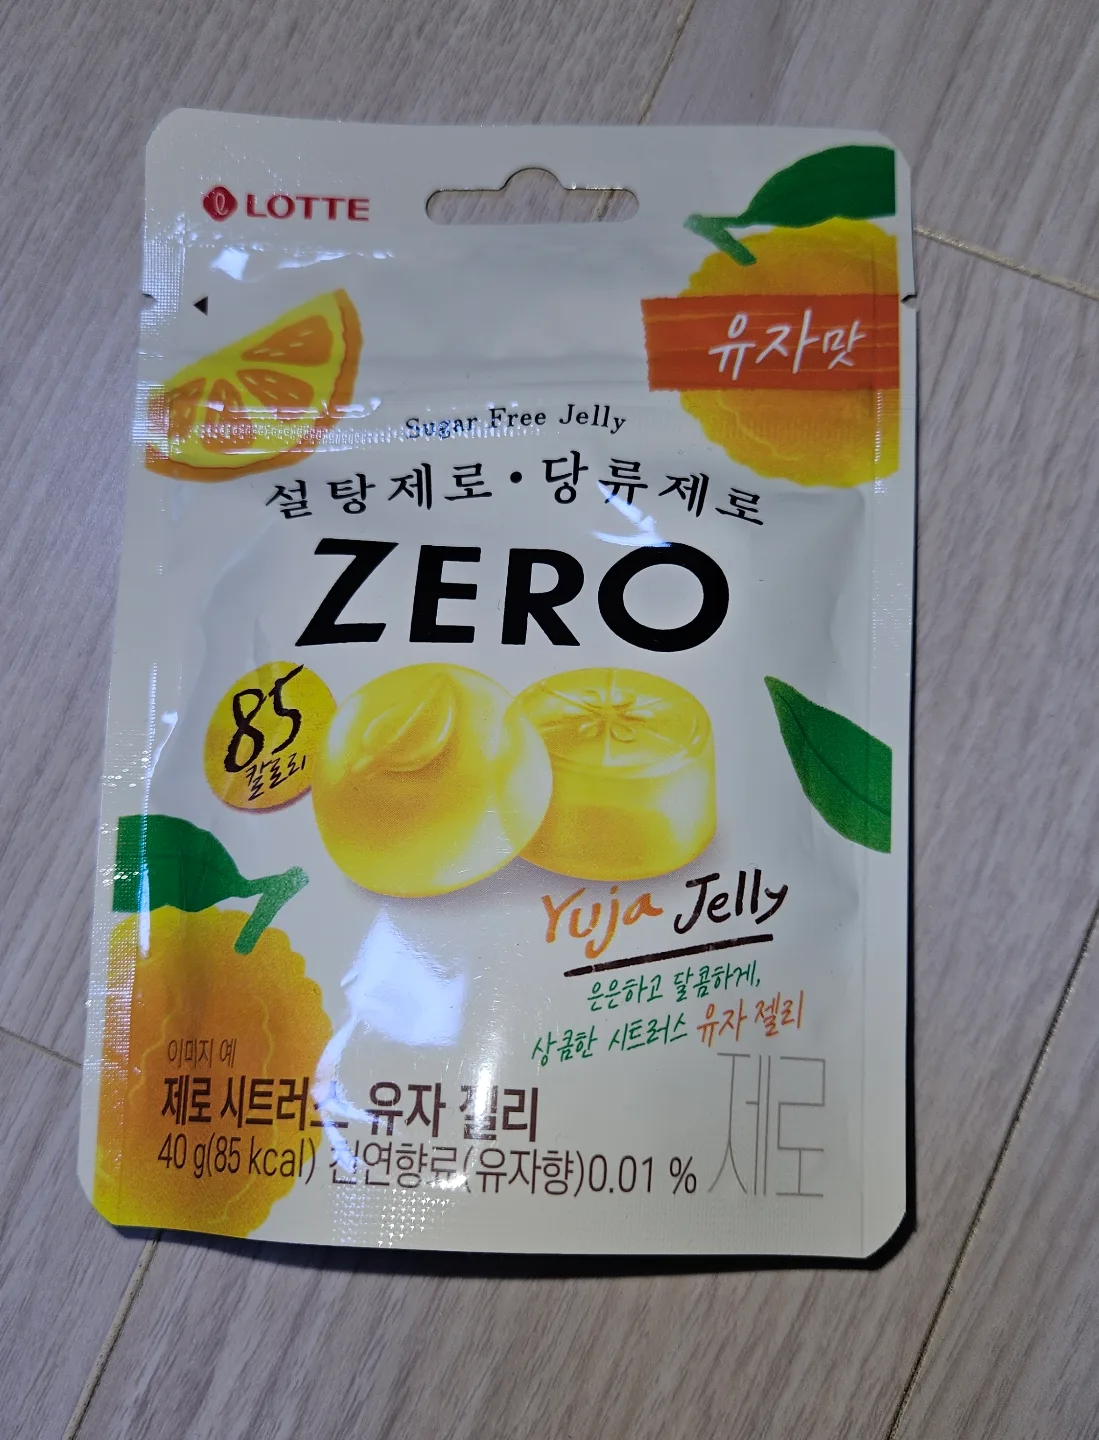 LOTTE
유자맛
Sugar Free Jelly
설탕제로·당류제로
ZERO
85
칼로리
Yuja Jelly
은은하고 달콤하게,
상콤한 시트러스 유자 젤리
이미지 예
제로 시트러스 유자 젤리
40 g(85 kcal) 천연향료(유자향)0.01 %
제로